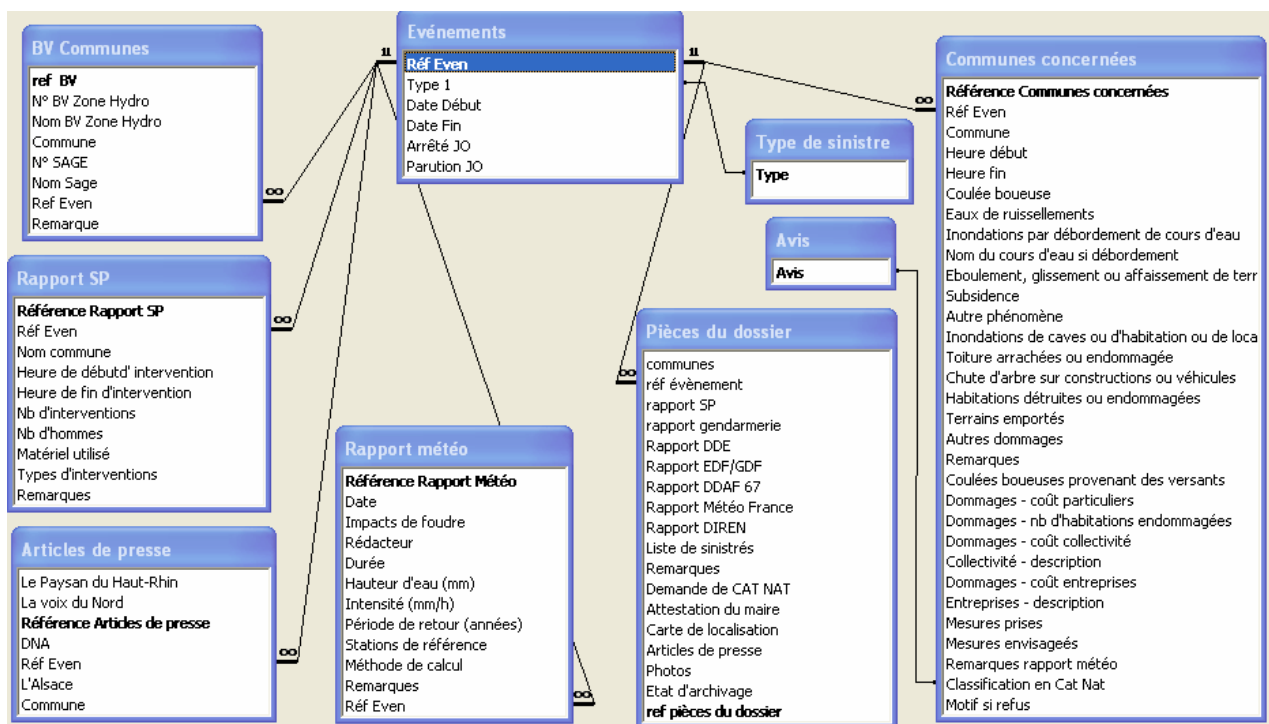 BV Communes
ref BV
N° BV Zone Hydro
Nom BV Zone Hydro
Commune
N° SAGE
Nom Sage
Ref Even
Remarque
Rapport SP
Référence Rapport SP
Réf Even
Nom commune
Heure de débutd' intervention
Heure de fin d'intervention
Nb d'interventions
Nb d'hommes
Matériel utilisé
Types d'interventions
Remarques
Articles de presse
Le Paysan du Haut-Rhin
La voix du Nord
Référence Articles de presse
DNA
Réf Even
L'Alsace
Commune
Evénements
Réf Even
Type 1
Date Début
Date Fin
Arrêté JO
Parution JO
Rapport météo
Référence Rapport Météo
Date
Impacts de foudre
Rédacteur
Durée
Hauteur d'eau (mm)
Intensité (mm/h)
Période de retour (années)
Stations de référence
Méthode de calcul
Remarques
Réf Even
Type de sinistre
Type
Avis
Avis
Pièces du dossier
communes
réf évènement
rapport SP
rapport gendarmerie
Rapport DDE
Rapport EDF/GDF
Rapport DDAF 67
Rapport Météo France
Rapport DIREN
Liste de sinistrés
Remarques
Demande de CAT NAT
Attestation du maire
Carte de localisation
Articles de presse
Photos
Etat d'archivage
ref pièces du dossier
Communes concernées
Référence Communes concernées
Réf Even
Commune
Heure début
Heure fin
Coulée boueuse
Eaux de ruissellements
Inondations par débordement de cours d'eau
Nom du cours d'eau si débordement
Eboulement, glissement ou affaissement de terr
Subsidence
Autre phénomène
Inondations de caves ou d'habitation ou de loca
Toiture arrachées ou endommagée
Chute d'arbre sur constructions ou véhicules
Habitations détruites ou endommagées
Terrains emportés
Autres dommages
Remarques
Coulées boueuses provenant des versants
Dommages - coût particuliers
Dommages - nb d'habitations endommagées
Dommages - coût collectivité
Collectivité - description
Dommages - coût entreprises
Entreprises - description
Mesures prises
Mesures envisageés
Remarques rapport météo
Classification en Cat Nat
Motif si refus
1
1
∞
∞
∞
∞
∞
∞